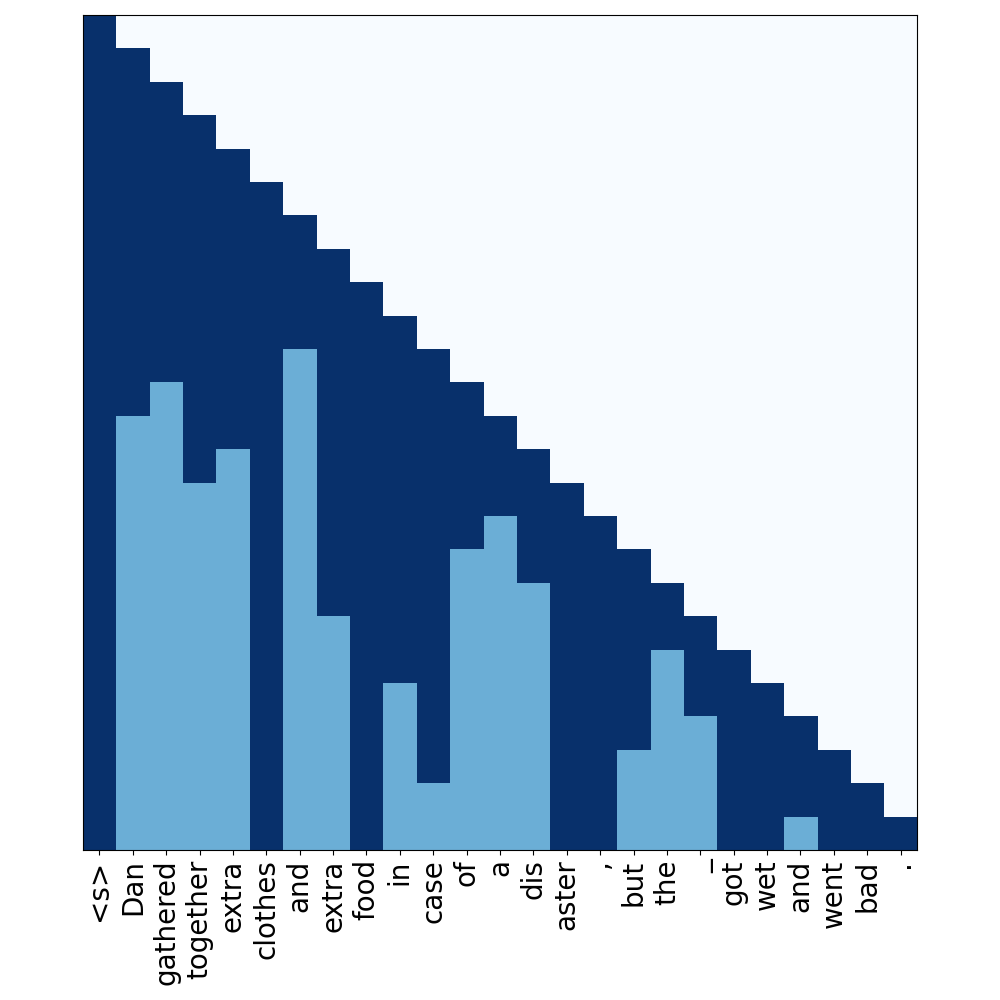 <s>
Dan
gathered
together
extra
clothes
and
extra
food
in
case
of
a
dis
aster
,
but
the
_
got
wet
and
went
bad
.